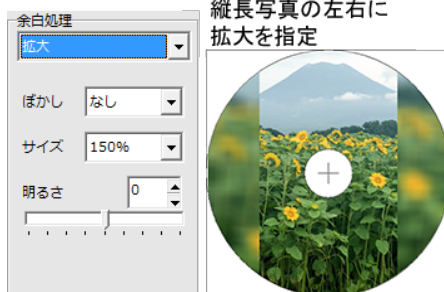 余白処理
拡大
ぼかし なし
サイズ 150%
明るさ 0
縦長写真の左右に
拡大を指定